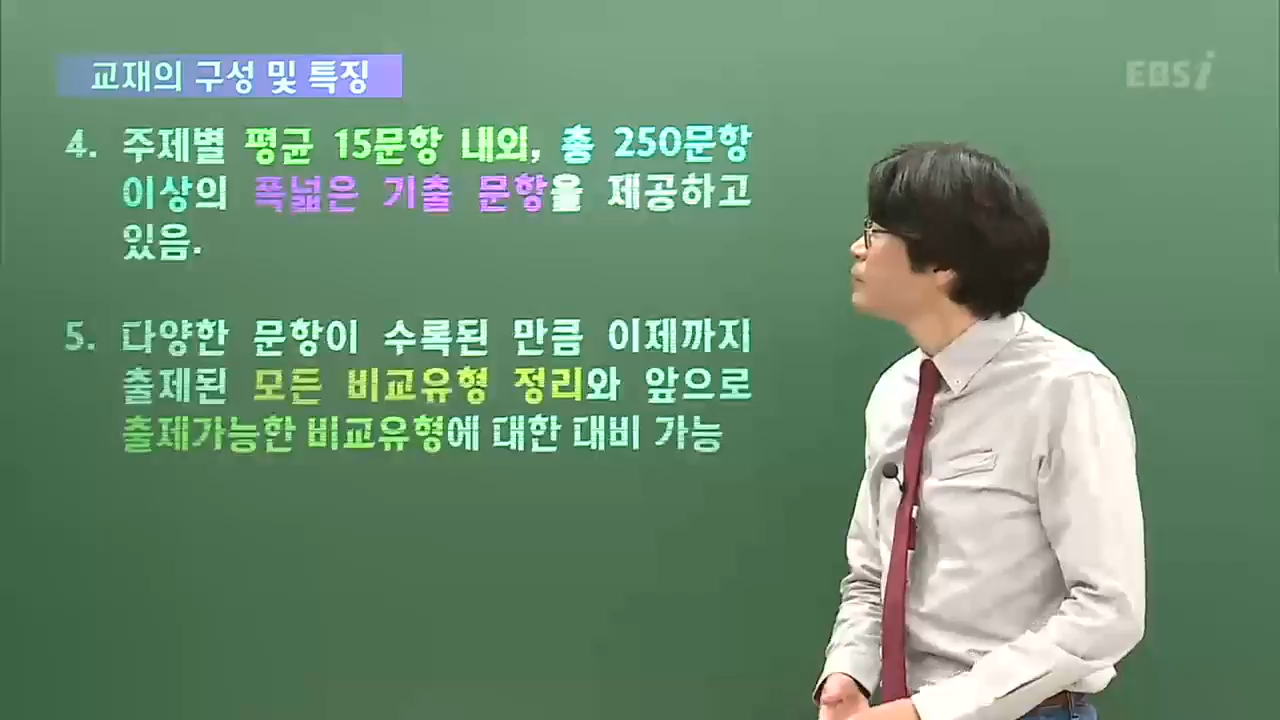 교재의 구성 및 특징
EBSi
4. 주제별 평균 15문항 내외, 총 250문항
이상의 폭넓은 기출 문항을 제공하고
있음.
5. 다양한 문항이 수록된 만큼 이제까지
출제된 모든 비교유형 정리와 앞으로
출제가능한 비교유형에 대한 대비 가능